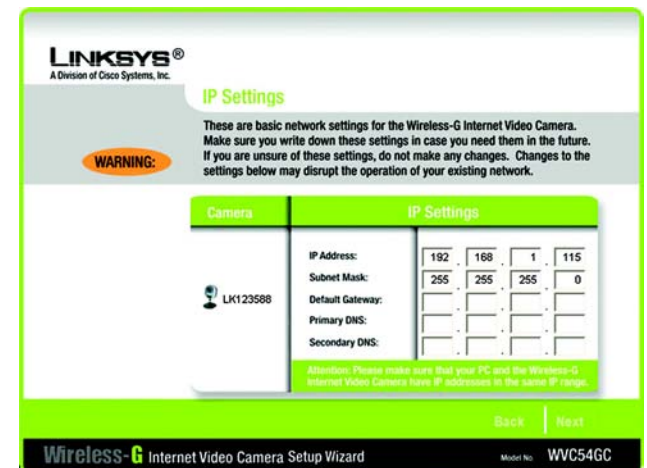 LINKSYS®
A Division of Cisco Systems, Inc.
IP Settings
WARNING:
These are basic network settings for the Wireless-G Internet Video Camera.
Make sure you write down these settings in case you need them in the future.
If you are unsure of these settings, do not make any changes. Changes to the
settings below may disrupt the operation of your existing network.
Camera
IP Settings
LK123588
IP Address: 192 . 168 . 1 . 115
Subnet Mask: 255 . 255 . 255 . 0
Default Gateway: . . .
Primary DNS: . . .
Secondary DNS: . . .
Attention: Please make sure that your PC and the Wireless-G
Internet Video Camera have IP addresses in the same IP range.
Back Next
Wireless-G Internet Video Camera Setup Wizard
Model No. WVC54GC